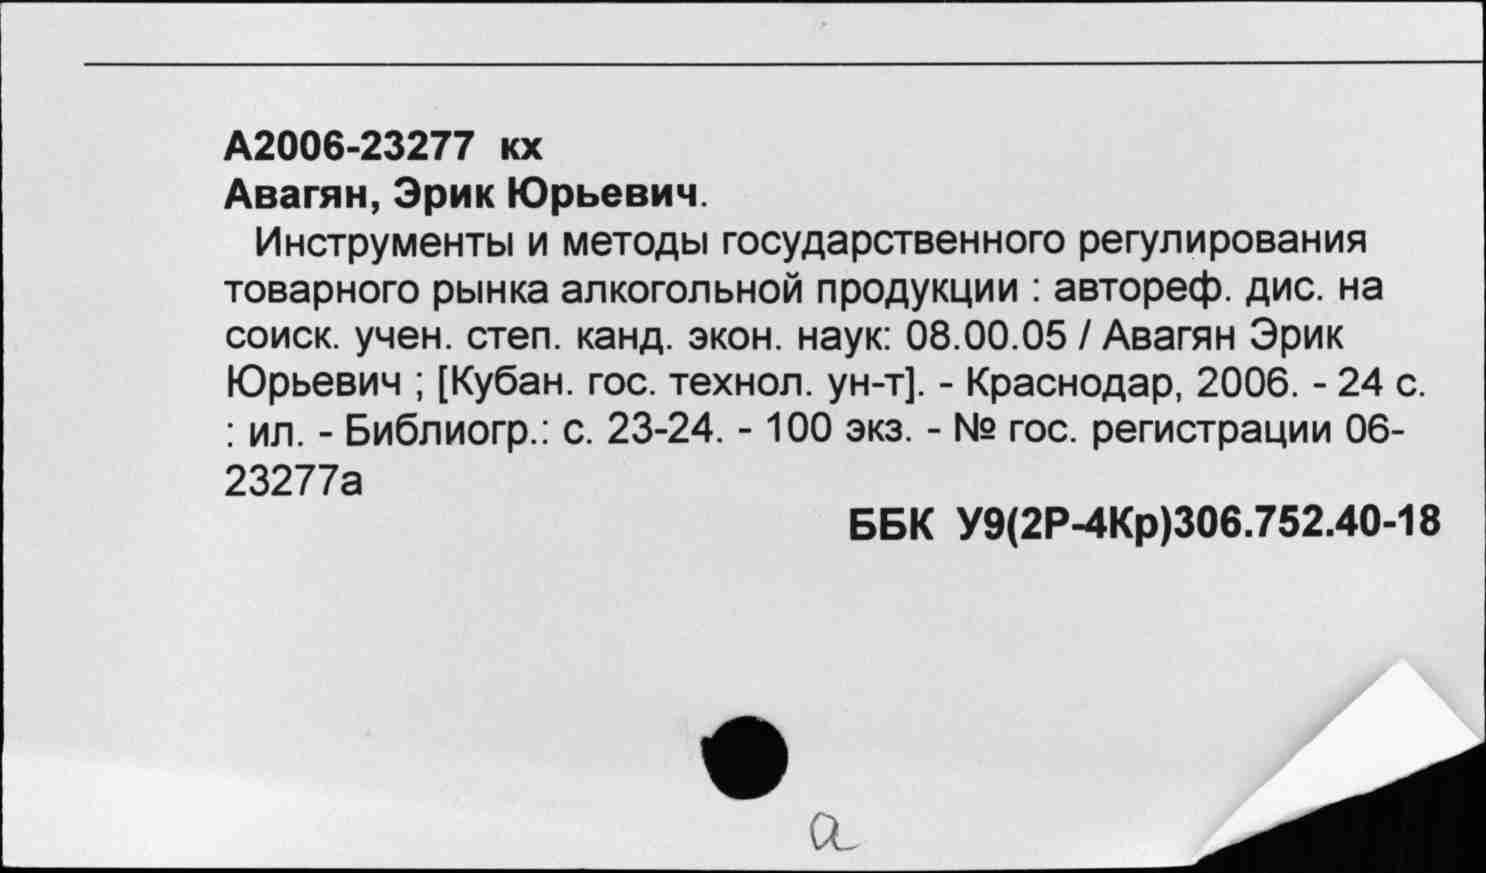 А2006-23277 кх
Авагян, Эрик Юрьевич.
Инструменты и методы государственного регулирования
товарного рынка алкогольной продукции : автореф. дис. на
соиск. учен. степ. канд. экон. наук: 08.00.05 / Авагян Эрик
Юрьевич ; [Кубан. гос. технол. ун-т]. - Краснодар, 2006. - 24 с.
: ил. - Библиогр.: с. 23-24. - 100 экз. - № гос. регистрации 06-
23277а
ББК У9(2Р-4Кр)306.752.40-18
а